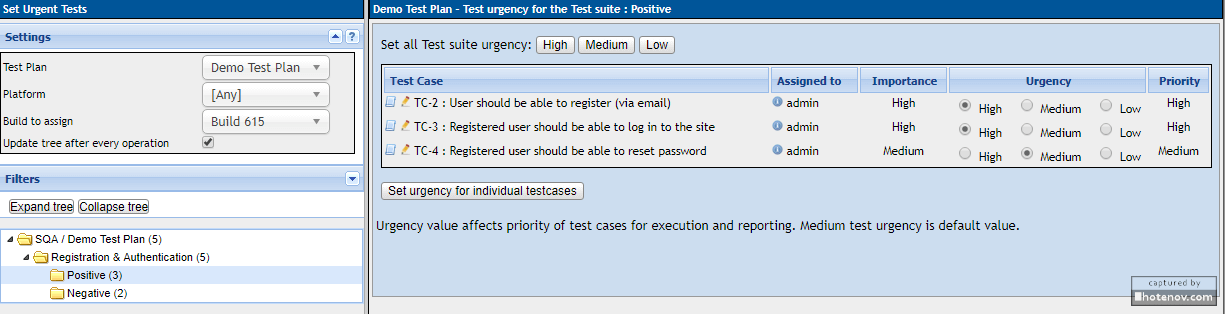 Set Urgent Tests
Settings
?
Test Plan Demo Test Plan
Platform [Any]
Build to assign Build 615
Update tree after every operation
Filters
Expand tree Collapse tree
SQA / Demo Test Plan (5)
Registration & Authentication (5)
Positive (3)
Negative (2)
Demo Test Plan - Test urgency for the Test suite : Positive
Set all Test suite urgency: High Medium Low
Test Case Assigned to Importance Urgency Priority
TC-2 : User should be able to register (via email) admin High High Medium Low High
TC-3 : Registered user should be able to log in to the site admin High High Medium Low High
TC-4 : Registered user should be able to reset password admin Medium High Medium Low Medium
Set urgency for individual testcases
Urgency value affects priority of test cases for execution and reporting. Medium test urgency is default value.
captured by
hotenov.com